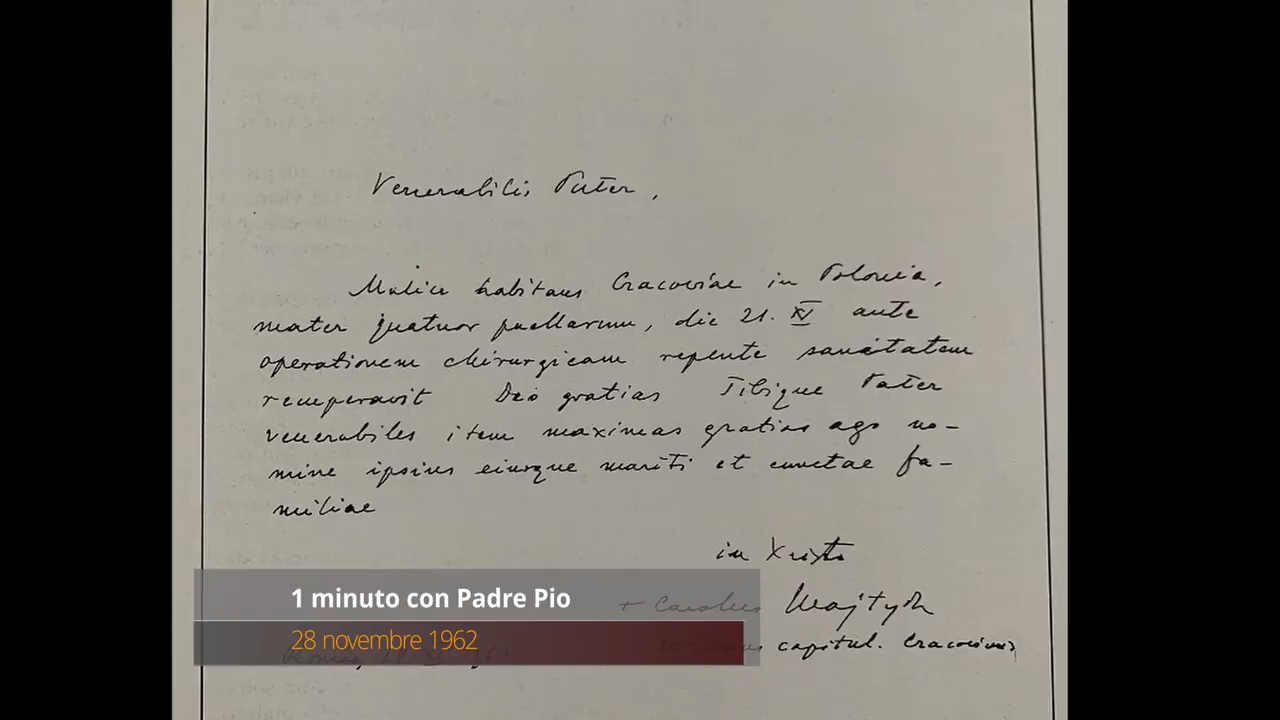 Venerabilis Pater,
Mulier habitans Cracoviae in Polonia,
mater quatuor puellarum, die 21. XI ante
operationem chirurgicam repente sanitatem
recuperavit Deo gratias Tibique Pater
venerabiles item maximas gratias ago no-
mine ipsius eiusque mariti et cunctae fa-
miliae
in Xristo
+ Carolus Wojtyła
capitul. Cracoviens
1 minuto con Padre Pio
28 novembre 1962